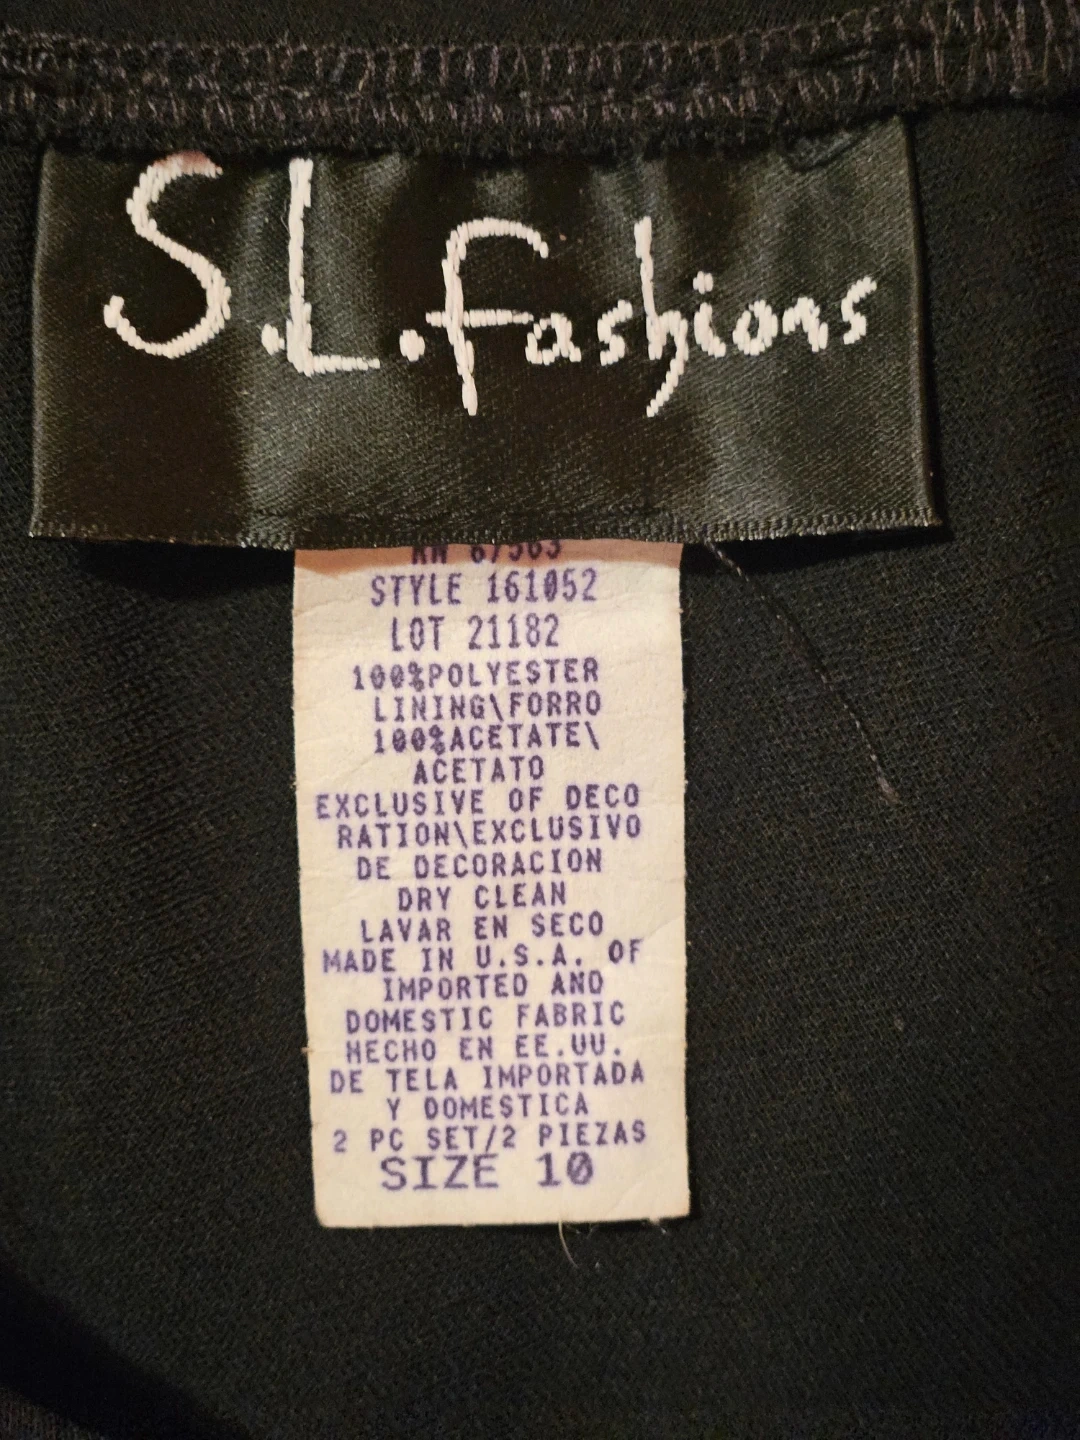 S.L.fashions
RN 67563
STYLE 161052
LOT 21182
100%POLYESTER
LINING\FORRO
100%ACETATE\
ACETATO
EXCLUSIVE OF DECO
RATION\EXCLUSIVO
DE DECORACION
DRY CLEAN
LAVAR EN SECO
MADE IN U.S.A. OF
IMPORTED AND
DOMESTIC FABRIC
HECHO EN EE.UU.
DE TELA IMPORTADA
Y DOMESTICA
2 PC SET/2 PIEZAS
SIZE 10